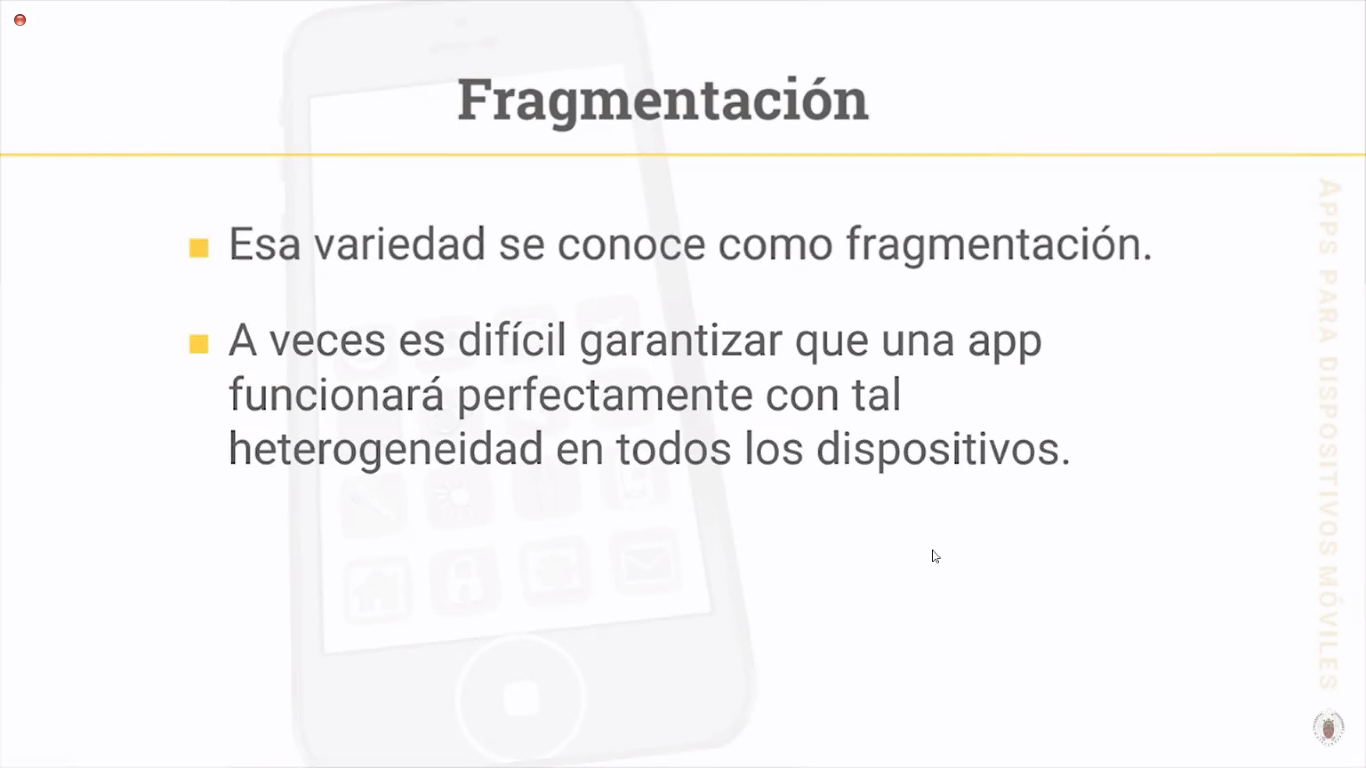 Fragmentación
Esa variedad se conoce como fragmentación.
A veces es difícil garantizar que una app
funcionará perfectamente con tal
heterogeneidad en todos los dispositivos.
APPS PARA DISPOSITIVOS MÓVILES